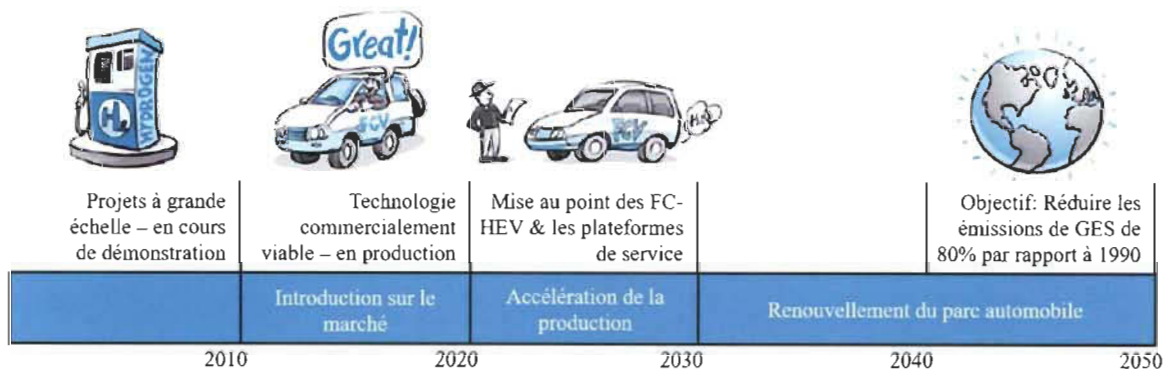 Great!
H₂
HYDROGEN
FCV
FCV
H₂O
Projets à grande
échelle – en cours
de démonstration
Technologie
commercialement
viable – en production
Mise au point des FC-
HEV & les plateformes
de service
Objectif: Réduire les
émissions de GES de
80% par rapport à 1990
Introduction sur le
marché
Accélération de la
production
Renouvellement du parc automobile
2010
2020
2030
2040
2050